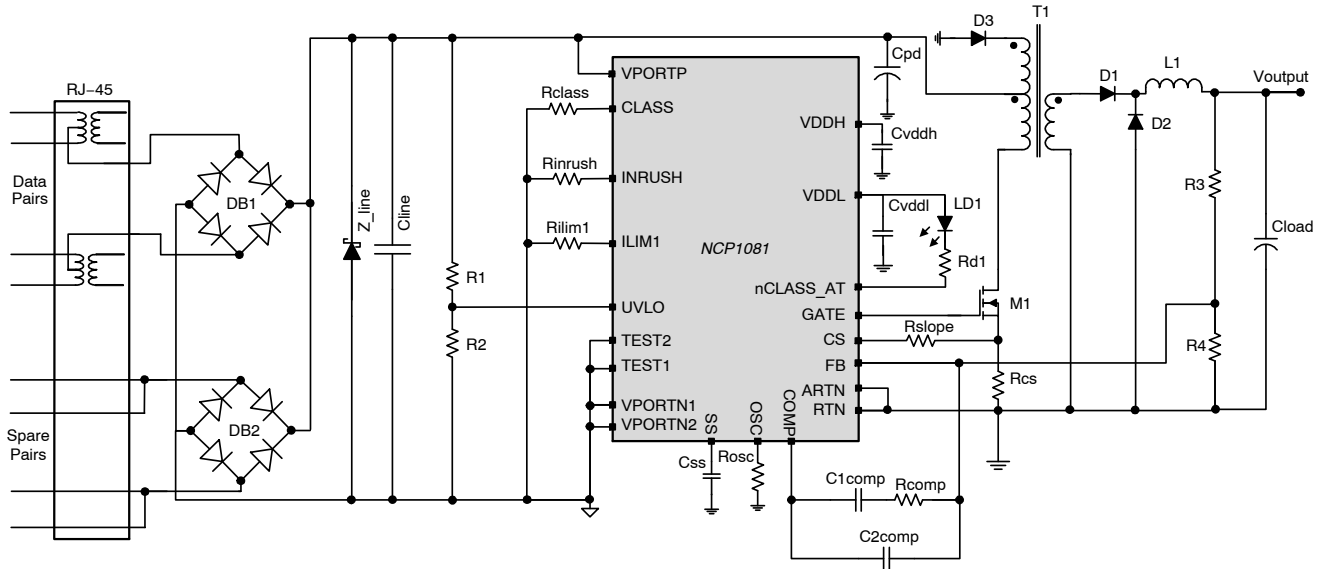 RJ−45
Data
Pairs
Spare
Pairs
DB1
DB2
Z_line
Cline
R1
R2
Rclass
Rinrush
Rilim1
VPORTP
CLASS
INRUSH
ILIM1
UVLO
TEST2
TEST1
VPORTN1
VPORTN2
NCP1081
SS
OSC
COMP
VDDH
VDDL
nCLASS_AT
GATE
CS
FB
ARTN
RTN
Css
Rosc
C1comp
Rcomp
C2comp
Cpd
Cvddh
Cvddl
LD1
Rd1
Rslope
M1
Rcs
D3
T1
D1
D2
L1
Voutput
R3
R4
Cload